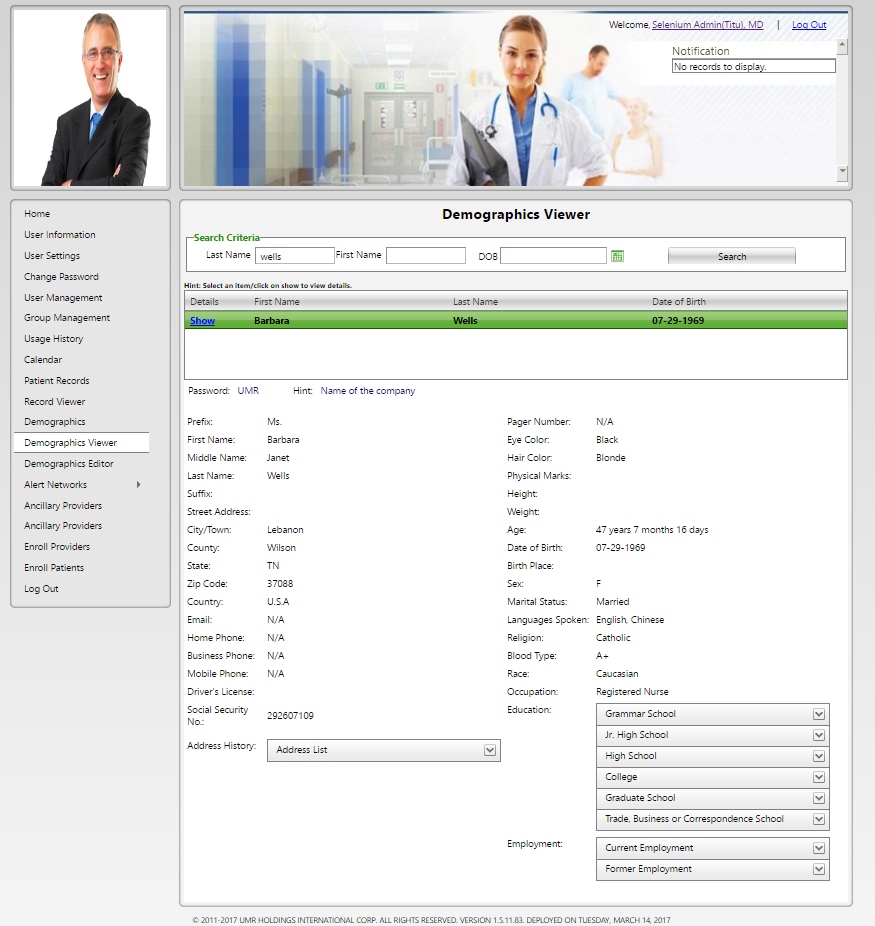 Welcome, Selenium Admin(Titu), MD | Log Out
Notification
No records to display.
Home
User Information
User Settings
Change Password
User Management
Group Management
Usage History
Calendar
Patient Records
Record Viewer
Demographics
Demographics Viewer
Demographics Editor
Alert Networks
Ancillary Providers
Ancillary Providers
Enroll Providers
Enroll Patients
Log Out
Demographics Viewer
Search Criteria
Last Name wells First Name DOB Search
Hint: Select an item/click on show to view details.
Details First Name Last Name Date of Birth
Show Barbara Wells 07-29-1969
Password: UMR Hint: Name of the company
Prefix: Ms.
First Name: Barbara
Middle Name: Janet
Last Name: Wells
Suffix:
Street Address:
City/Town: Lebanon
County: Wilson
State: TN
Zip Code: 37088
Country: U.S.A
Email: N/A
Home Phone: N/A
Business Phone: N/A
Mobile Phone: N/A
Driver's License:
Social Security
No.: 292607109
Address History: Address List
Pager Number: N/A
Eye Color: Black
Hair Color: Blonde
Physical Marks:
Height:
Weight:
Age: 47 years 7 months 16 days
Date of Birth: 07-29-1969
Birth Place:
Sex: F
Marital Status: Married
Languages Spoken: English, Chinese
Religion: Catholic
Blood Type: A+
Race: Caucasian
Occupation: Registered Nurse
Education: Grammar School
Jr. High School
High School
College
Graduate School
Trade, Business or Correspondence School
Employment: Current Employment
Former Employment
© 2011-2017 UMR HOLDINGS INTERNATIONAL CORP. ALL RIGHTS RESERVED. VERSION 1.5.11.83. DEPLOYED ON TUESDAY, MARCH 14, 2017